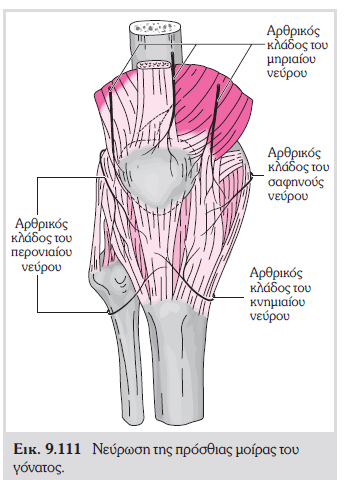 Αρθρικός
κλάδος του
μηριαίου
νεύρου
Αρθρικός
κλάδος του
σαφηνούς
νεύρου
Αρθρικός
κλάδος του
περονιαίου
νεύρου
Αρθρικός
κλάδος του
κνημιαίου
νεύρου
Εικ. 9.111 Νεύρωση της πρόσθιας μοίρας του
γόνατος.